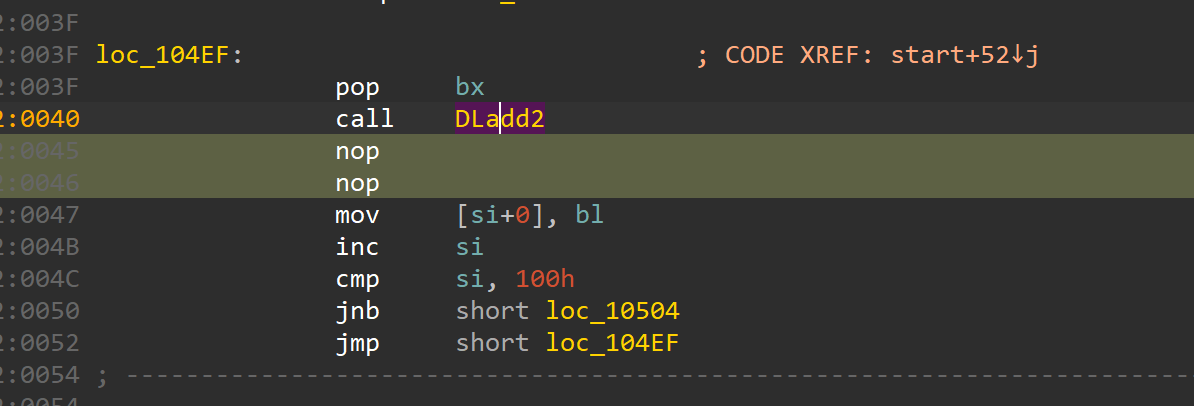 2:003F
2:003F loc_104EF: ; CODE XREF: start+52↓j
2:003F pop bx
2:0040 call DLadd2
2:0045 nop
2:0046 nop
2:0047 mov [si+0], bl
2:004B inc si
2:004C cmp si, 100h
2:0050 jnb short loc_10504
2:0052 jmp short loc_104EF
2:0054 ; ---------------------------------------------------------------------------